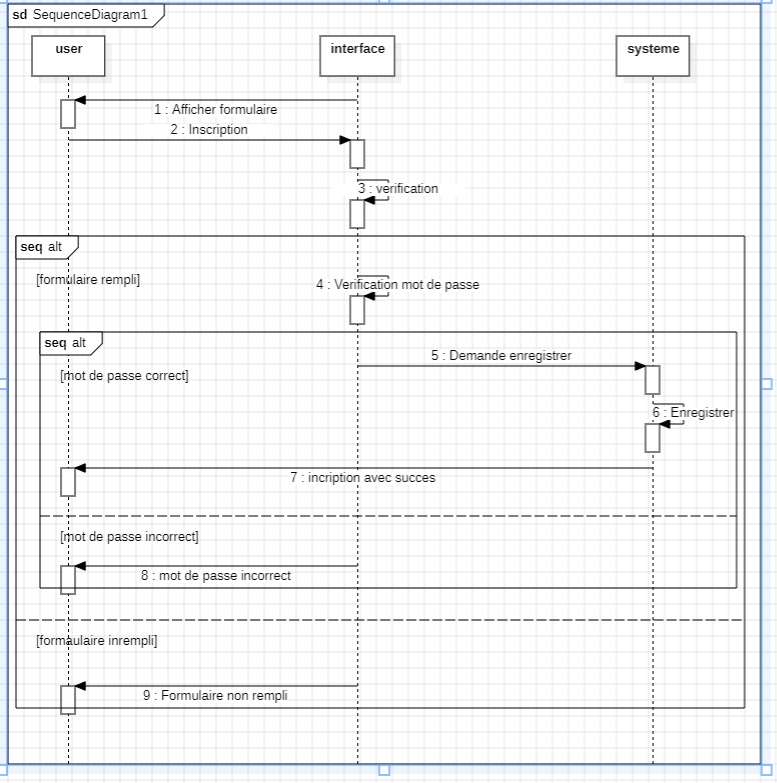 sd SequenceDiagram1
user
interface
systeme
1 : Afficher formulaire
2 : Inscription
3 : verification
seq alt
[formulaire rempli]
4 : Verification mot de passe
seq alt
5 : Demande enregistrer
[mot de passe correct]
6 : Enregistrer
7 : incription avec succes
[mot de passe incorrect]
8 : mot de passe incorrect
[formaulaire inrempli]
9 : Formulaire non rempli